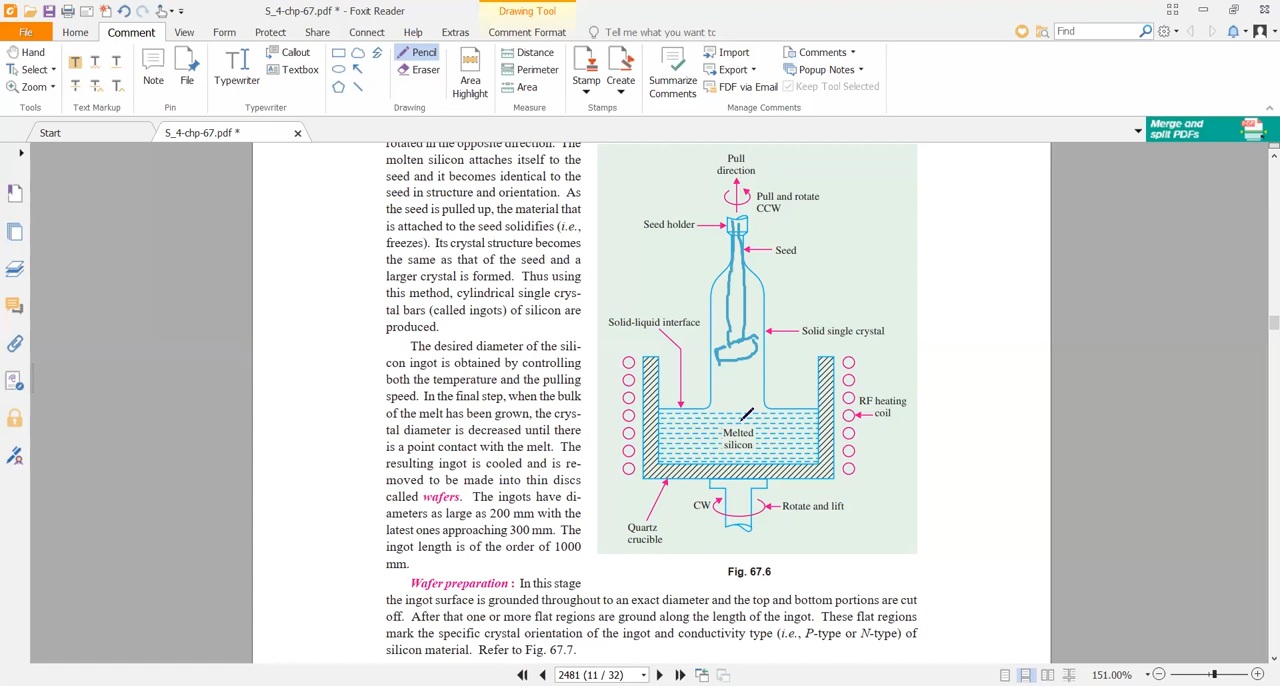 S_4-chp-67.pdf * - Foxit Reader
Drawing Tool
File
Home
Comment
View
Form
Protect
Share
Connect
Help
Extras
Comment Format
Tell me what you want tc
Find
Hand
Select
Zoom
Tools
Text Markup
Note
File
Pin
Typewriter
Callout
Textbox
Typewriter
Pencil
Eraser
Drawing
Area
Highlight
Distance
Perimeter
Area
Measure
Stamp
Create
Stamps
Summarize
Comments
Import
Export
FDF via Email
Comments
Popup Notes
Keep Tool Selected
Manage Comments
Start
S_4-chp-67.pdf *
Merge and
split PDFs
rotated in the opposite direction. The
molten silicon attaches itself to the
seed and it becomes identical to the
seed in structure and orientation. As
the seed is pulled up, the material that
is attached to the seed solidifies (i.e.,
freezes). Its crystal structure becomes
the same as that of the seed and a
larger crystal is formed. Thus using
this method, cylindrical single crys-
tal bars (called ingots) of silicon are
produced.
The desired diameter of the sili-
con ingot is obtained by controlling
both the temperature and the pulling
speed. In the final step, when the bulk
of the melt has been grown, the crys-
tal diameter is decreased until there
is a point contact with the melt. The
resulting ingot is cooled and is re-
moved to be made into thin discs
called wafers. The ingots have di-
ameters as large as 200 mm with the
latest ones approaching 300 mm. The
ingot length is of the order of 1000
mm.
Pull
direction
Pull and rotate
CCW
Seed holder
Seed
Solid-liquid interface
Solid single crystal
RF heating
coil
Melted
silicon
CW
Rotate and lift
Quartz
crucible
Fig. 67.6
Wafer preparation : In this stage
the ingot surface is grounded throughout to an exact diameter and the top and bottom portions are cut
off. After that one or more flat regions are ground along the length of the ingot. These flat regions
mark the specific crystal orientation of the ingot and conductivity type (i.e., P-type or N-type) of
silicon material. Refer to Fig. 67.7.
2481 (11 / 32)
151.00%